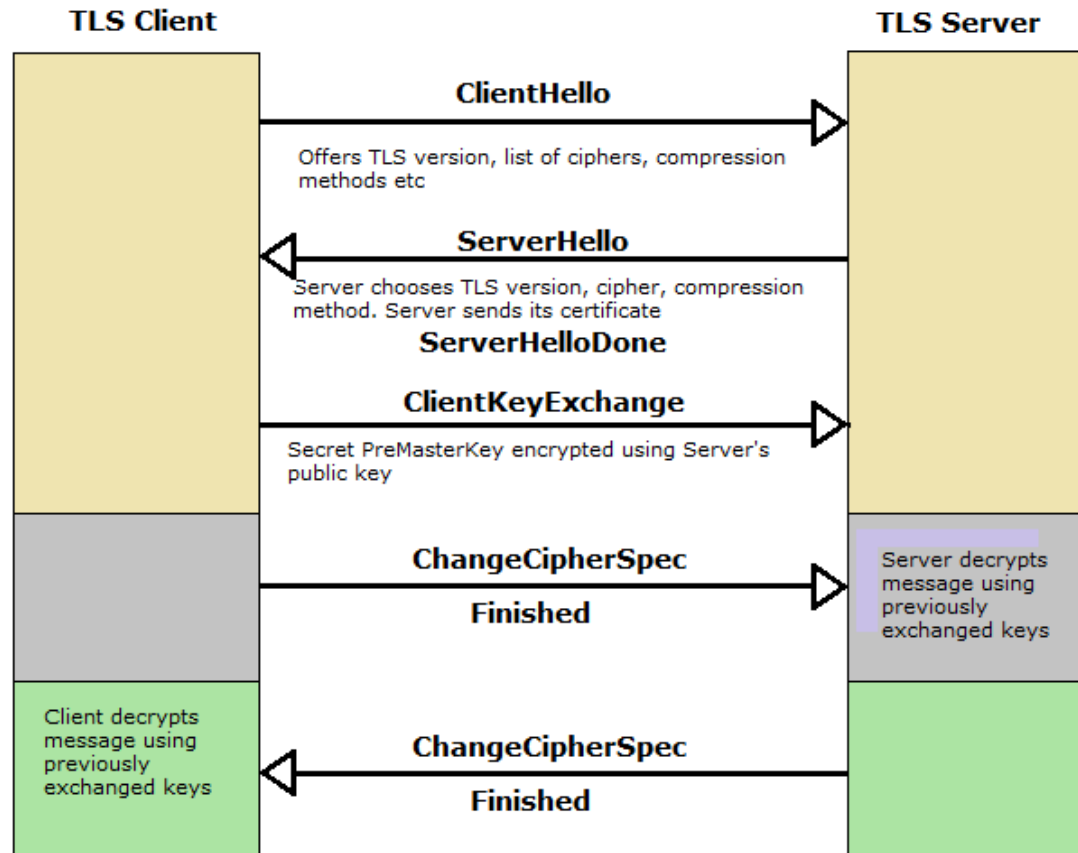 TLS Client
TLS Server
ClientHello
Offers TLS version, list of ciphers, compression
methods etc
ServerHello
Server chooses TLS version, cipher, compression
method. Server sends its certificate
ServerHelloDone
ClientKeyExchange
Secret PreMasterKey encrypted using Server's
public key
ChangeCipherSpec
Finished
Server decrypts
message using
previously
exchanged keys
Client decrypts
message using
previously
exchanged keys
ChangeCipherSpec
Finished